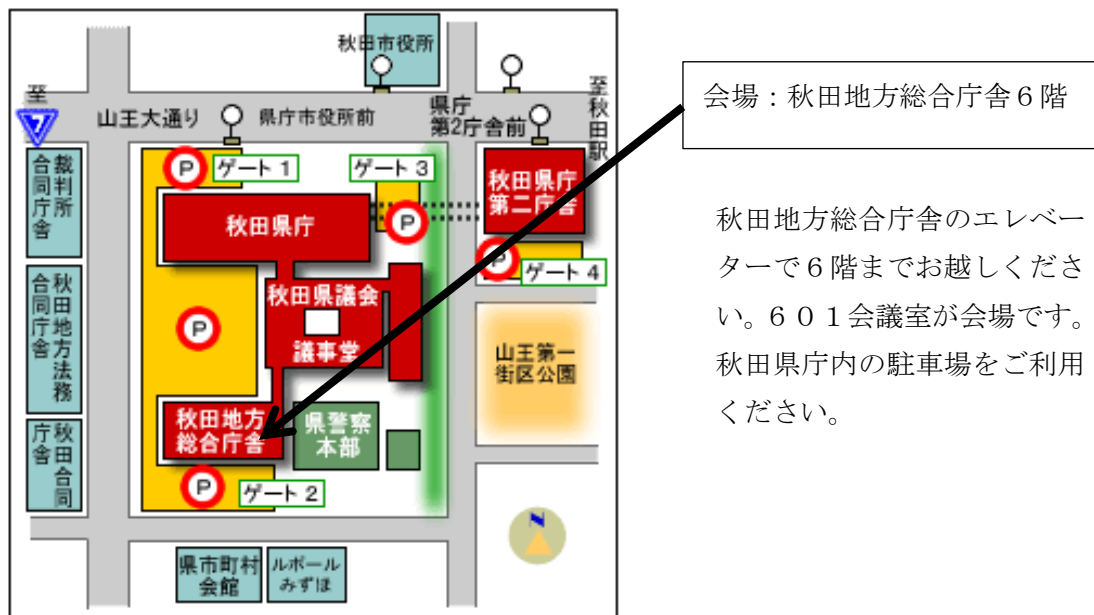 秋田市役所
至
7
山王大通り
県庁市役所前
県庁
第2庁舎前
至秋田駅
裁判所
合同庁舎
P
ゲート 1
ゲート 3
P
秋田県庁
秋田県庁
第二庁舎
P
ゲート 4
秋田地方法務
合同庁舎
P
秋田県議会
議事堂
山王第一
街区公園
秋田合同
庁舎
秋田地方
総合庁舎
県警察
本部
P
ゲート 2
N
県市町村
会館
ルポール
みずほ
会場：秋田地方総合庁舎６階
秋田地方総合庁舎のエレベー
ターで６階までお越しくださ
い。６０１会議室が会場です。
秋田県庁内の駐車場をご利用
ください。